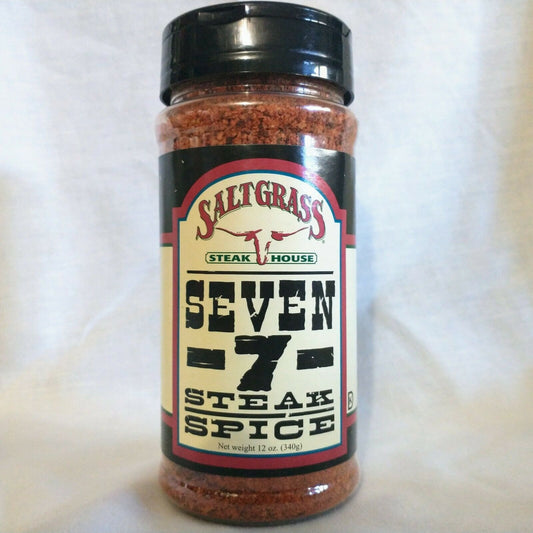 SALTGRASS
STEAK HOUSE
SEVEN
-7-
STEAK
SPICE
Net weight 12 oz. (340g)